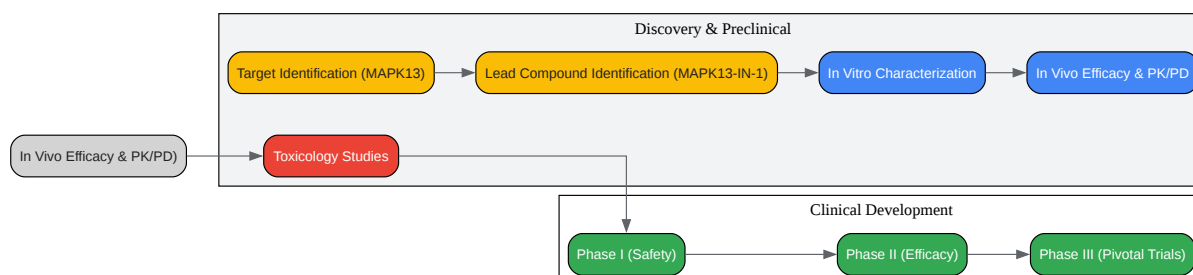 Discovery & Preclinical
Target Identification (MAPK13)
Lead Compound Identification (MAPK13-IN-1)
In Vitro Characterization
In Vivo Efficacy & PK/PD
In Vivo Efficacy & PK/PD)
Toxicology Studies
Clinical Development
Phase I (Safety)
Phase II (Efficacy)
Phase III (Pivotal Trials)